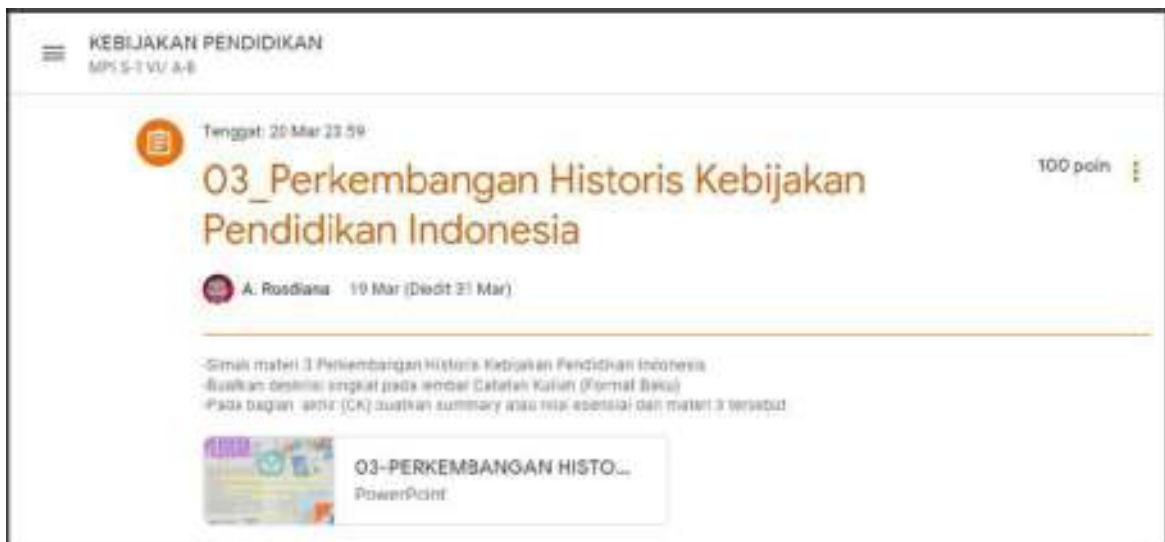 KEBIJAKAN PENDIDIKAN
MPI S-1 VI/ A-B
Tenggat: 20 Mar 23.59
03_Perkembangan Historis Kebijakan
Pendidikan Indonesia
100 poin
A. Rusdiana 19 Mar (Diedit 31 Mar)
-Simak materi 3 Perkembangan Historis Kebijakan Pendidikan Indonesia
-Buatkan deskrisi singkat pada lembar Catatan Kuliah (Format Baku)
-Pada bagian akhir (CK) buatkan summary atau nilai esensial dari materi 3 tersebut
03-PERKEMBANGAN HISTO...
PowerPoint